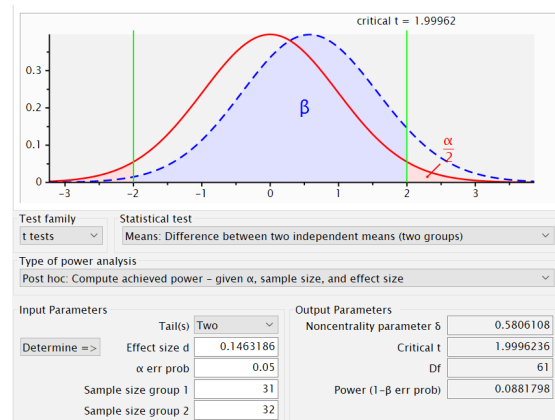 critical t = 1.99962
0.3
0.2
0.1
0
β
α
2
-3 -2 -1 0 1 2 3
Test family Statistical test
t tests Means: Difference between two independent means (two groups)
Type of power analysis
Post hoc: Compute achieved power – given α, sample size, and effect size
Input Parameters Output Parameters
Tail(s) Two Noncentrality parameter δ 0.5806108
Determine => Effect size d 0.1463186 Critical t 1.9996236
α err prob 0.05 Df 61
Sample size group 1 31 Power (1-β err prob) 0.0881798
Sample size group 2 32